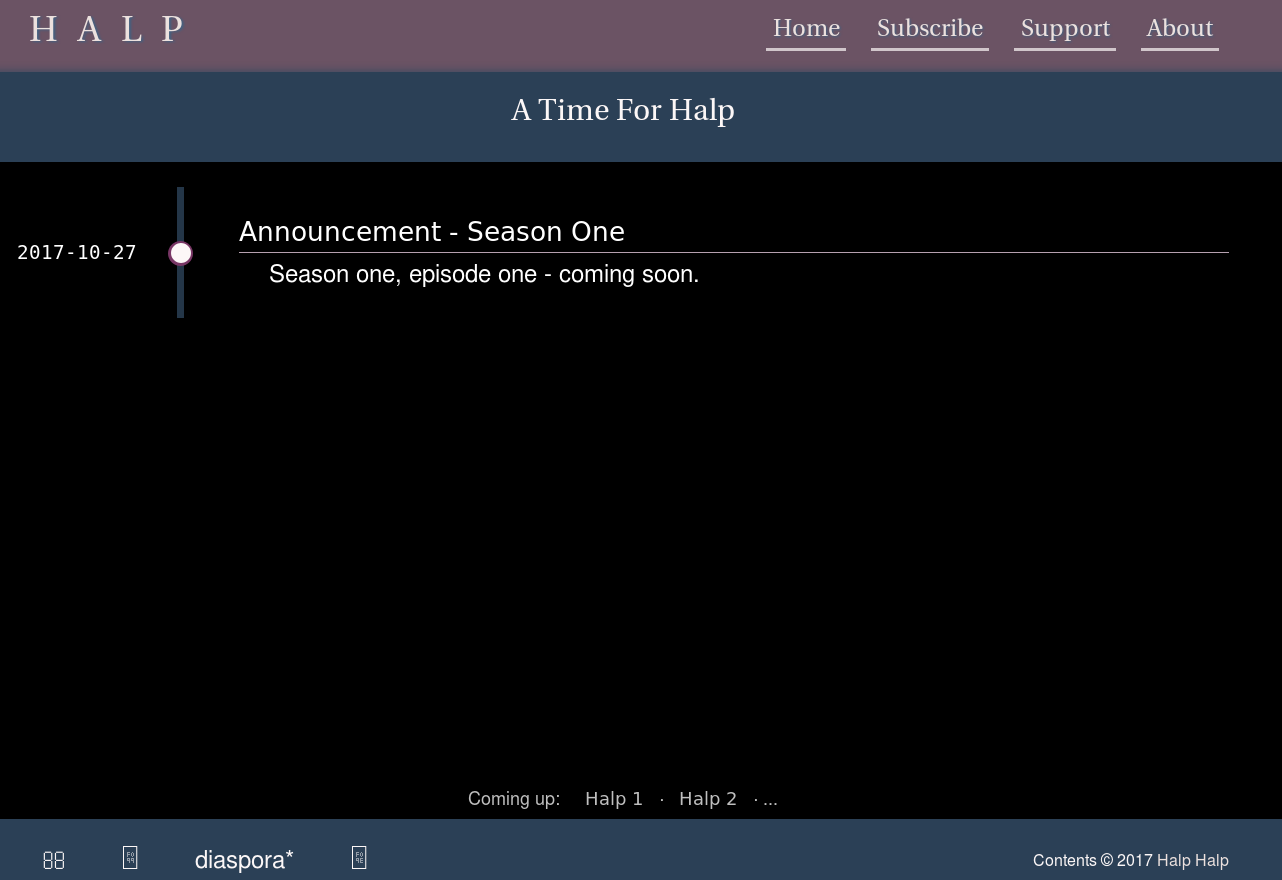 H A L P
Home Subscribe Support About
A Time For Halp
2017-10-27
Announcement - Season One
Season one, episode one - coming soon.
Coming up: Halp 1 · Halp 2 · ...
diaspora*
Contents © 2017 Halp Halp